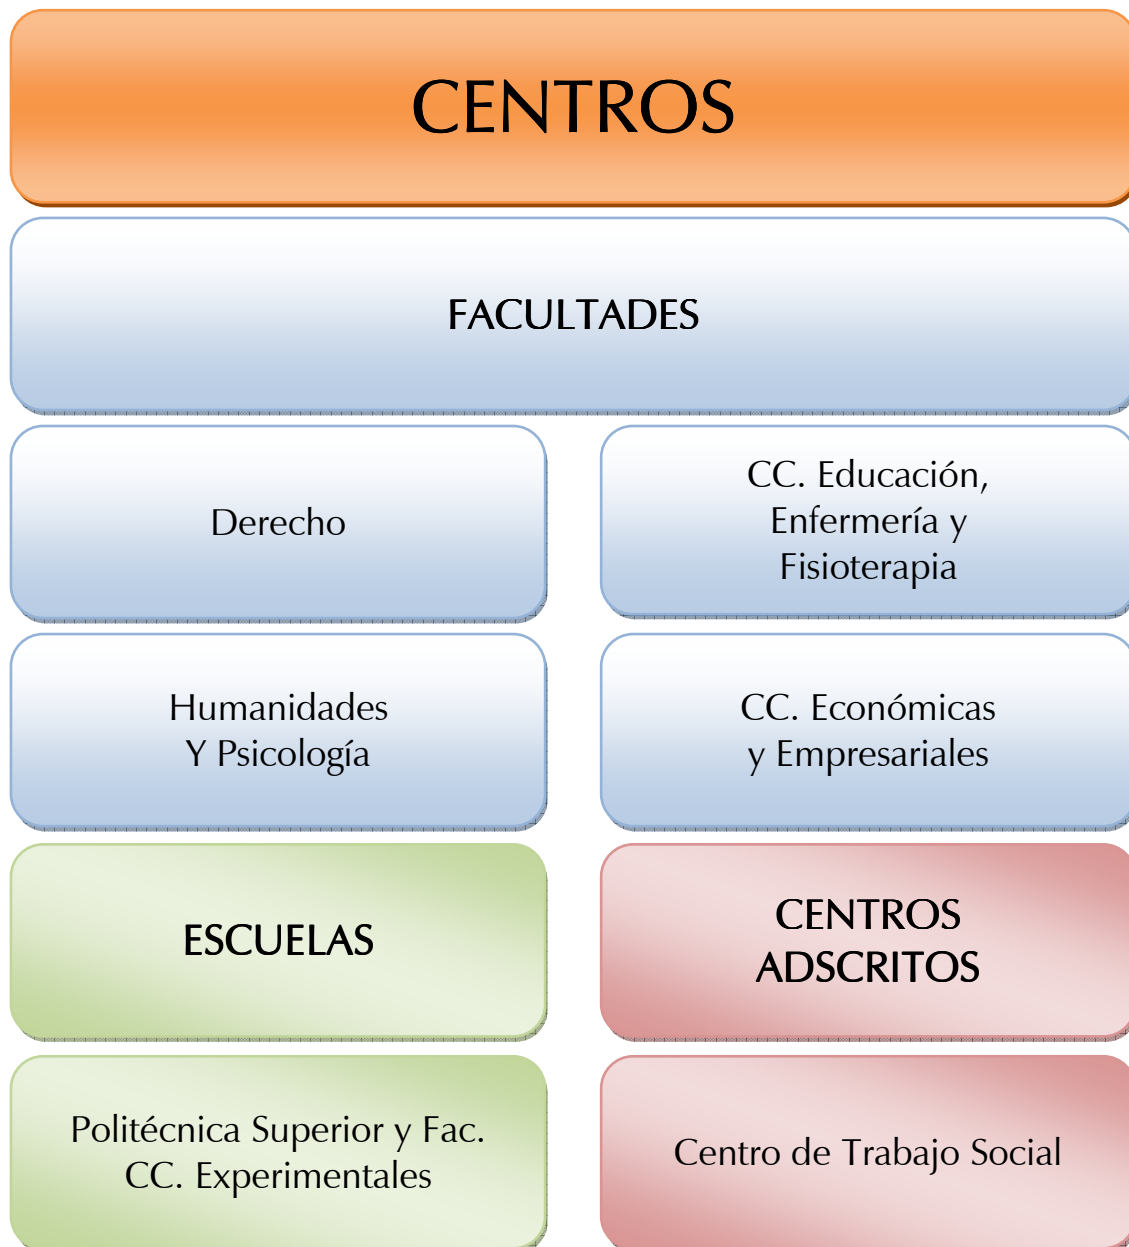 CENTROS
FACULTADES
Derecho
CC. Educación,
Enfermería y
Fisioterapia
Humanidades
Y Psicología
CC. Económicas
y Empresariales
ESCUELAS
CENTROS
ADSCRITOS
Politécnica Superior y Fac.
CC. Experimentales
Centro de Trabajo Social